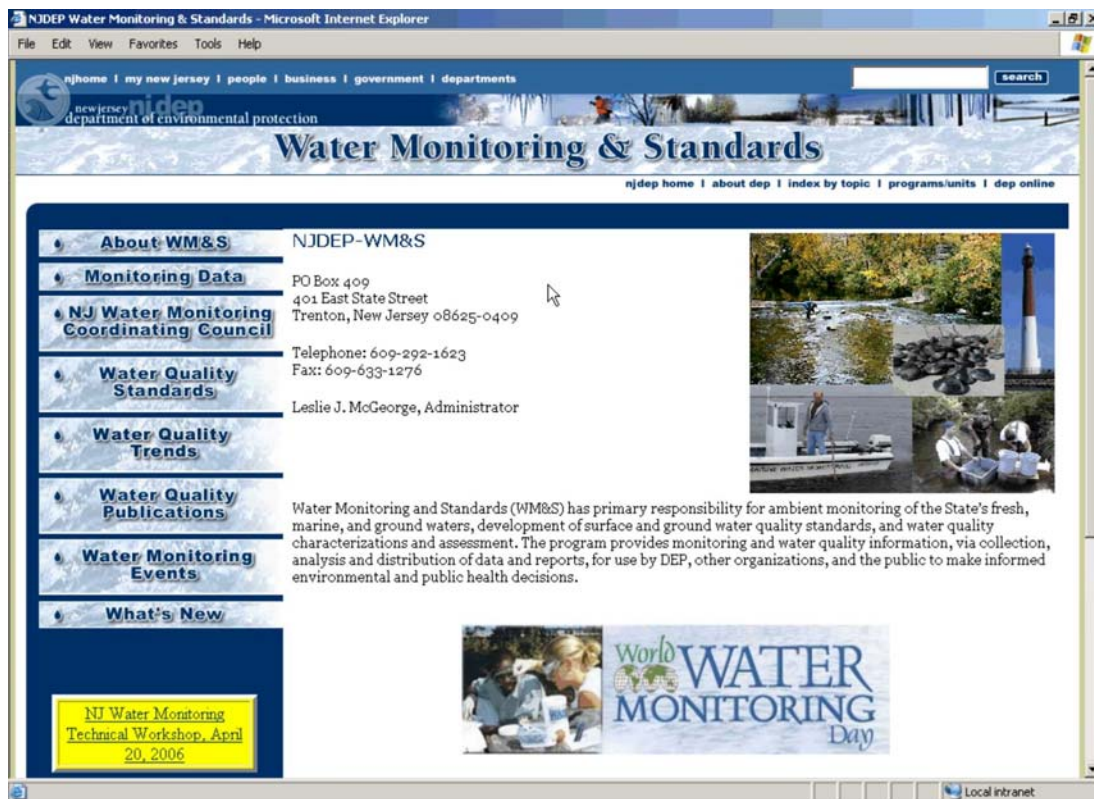 NJDEP Water Monitoring & Standards - Microsoft Internet Explorer
File Edit View Favorites Tools Help
njhome | my new jersey | people | business | government | departments
search
new jersey njdep
department of environmental protection
Water Monitoring & Standards
njdep home | about dep | index by topic | programs/units | dep online
About WM&S
Monitoring Data
NJ Water Monitoring
Coordinating Council
Water Quality
Standards
Water Quality
Trends
Water Quality
Publications
Water Monitoring
Events
What's New
NJ Water Monitoring
Technical Workshop, April
20, 2006
NJDEP-WM&S
PO Box 409
401 East State Street
Trenton, New Jersey 08625-0409
Telephone: 609-292-1623
Fax: 609-633-1276
Leslie J. McGeorge, Administrator
Water Monitoring and Standards (WM&S) has primary responsibility for ambient monitoring of the State's fresh,
marine, and ground waters, development of surface and ground water quality standards, and water quality
characterizations and assessment. The program provides monitoring and water quality information, via collection,
analysis and distribution of data and reports, for use by DEP, other organizations, and the public to make informed
environmental and public health decisions.
World
WATER
MONITORING
Day
Local intranet